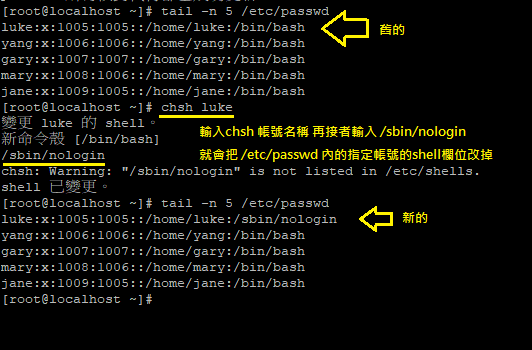 [root@localhost ~]# tail -n 5 /etc/passwd
luke:x:1005:1005::/home/luke:/bin/bash
yang:x:1006:1006::/home/yang:/bin/bash
gary:x:1007:1007::/home/gary:/bin/bash
mary:x:1008:1006::/home/mary:/bin/bash
jane:x:1009:1005::/home/jane:/bin/bash
舊的
[root@localhost ~]# chsh luke
變更 luke 的 shell。
新命令殼 [/bin/bash]
/sbin/nologin
輸入chsh 帳號名稱 再接者輸入 /sbin/nologin
就會把 /etc/passwd 內的指定帳號的shell欄位改掉
chsh: Warning: "/sbin/nologin" is not listed in /etc/shells.
shell 已變更。
[root@localhost ~]# tail -n 5 /etc/passwd
luke:x:1005:1005::/home/luke:/sbin/nologin
yang:x:1006:1006::/home/yang:/bin/bash
gary:x:1007:1007::/home/gary:/bin/bash
mary:x:1008:1006::/home/mary:/bin/bash
jane:x:1009:1005::/home/jane:/bin/bash
新的
[root@localhost ~]#